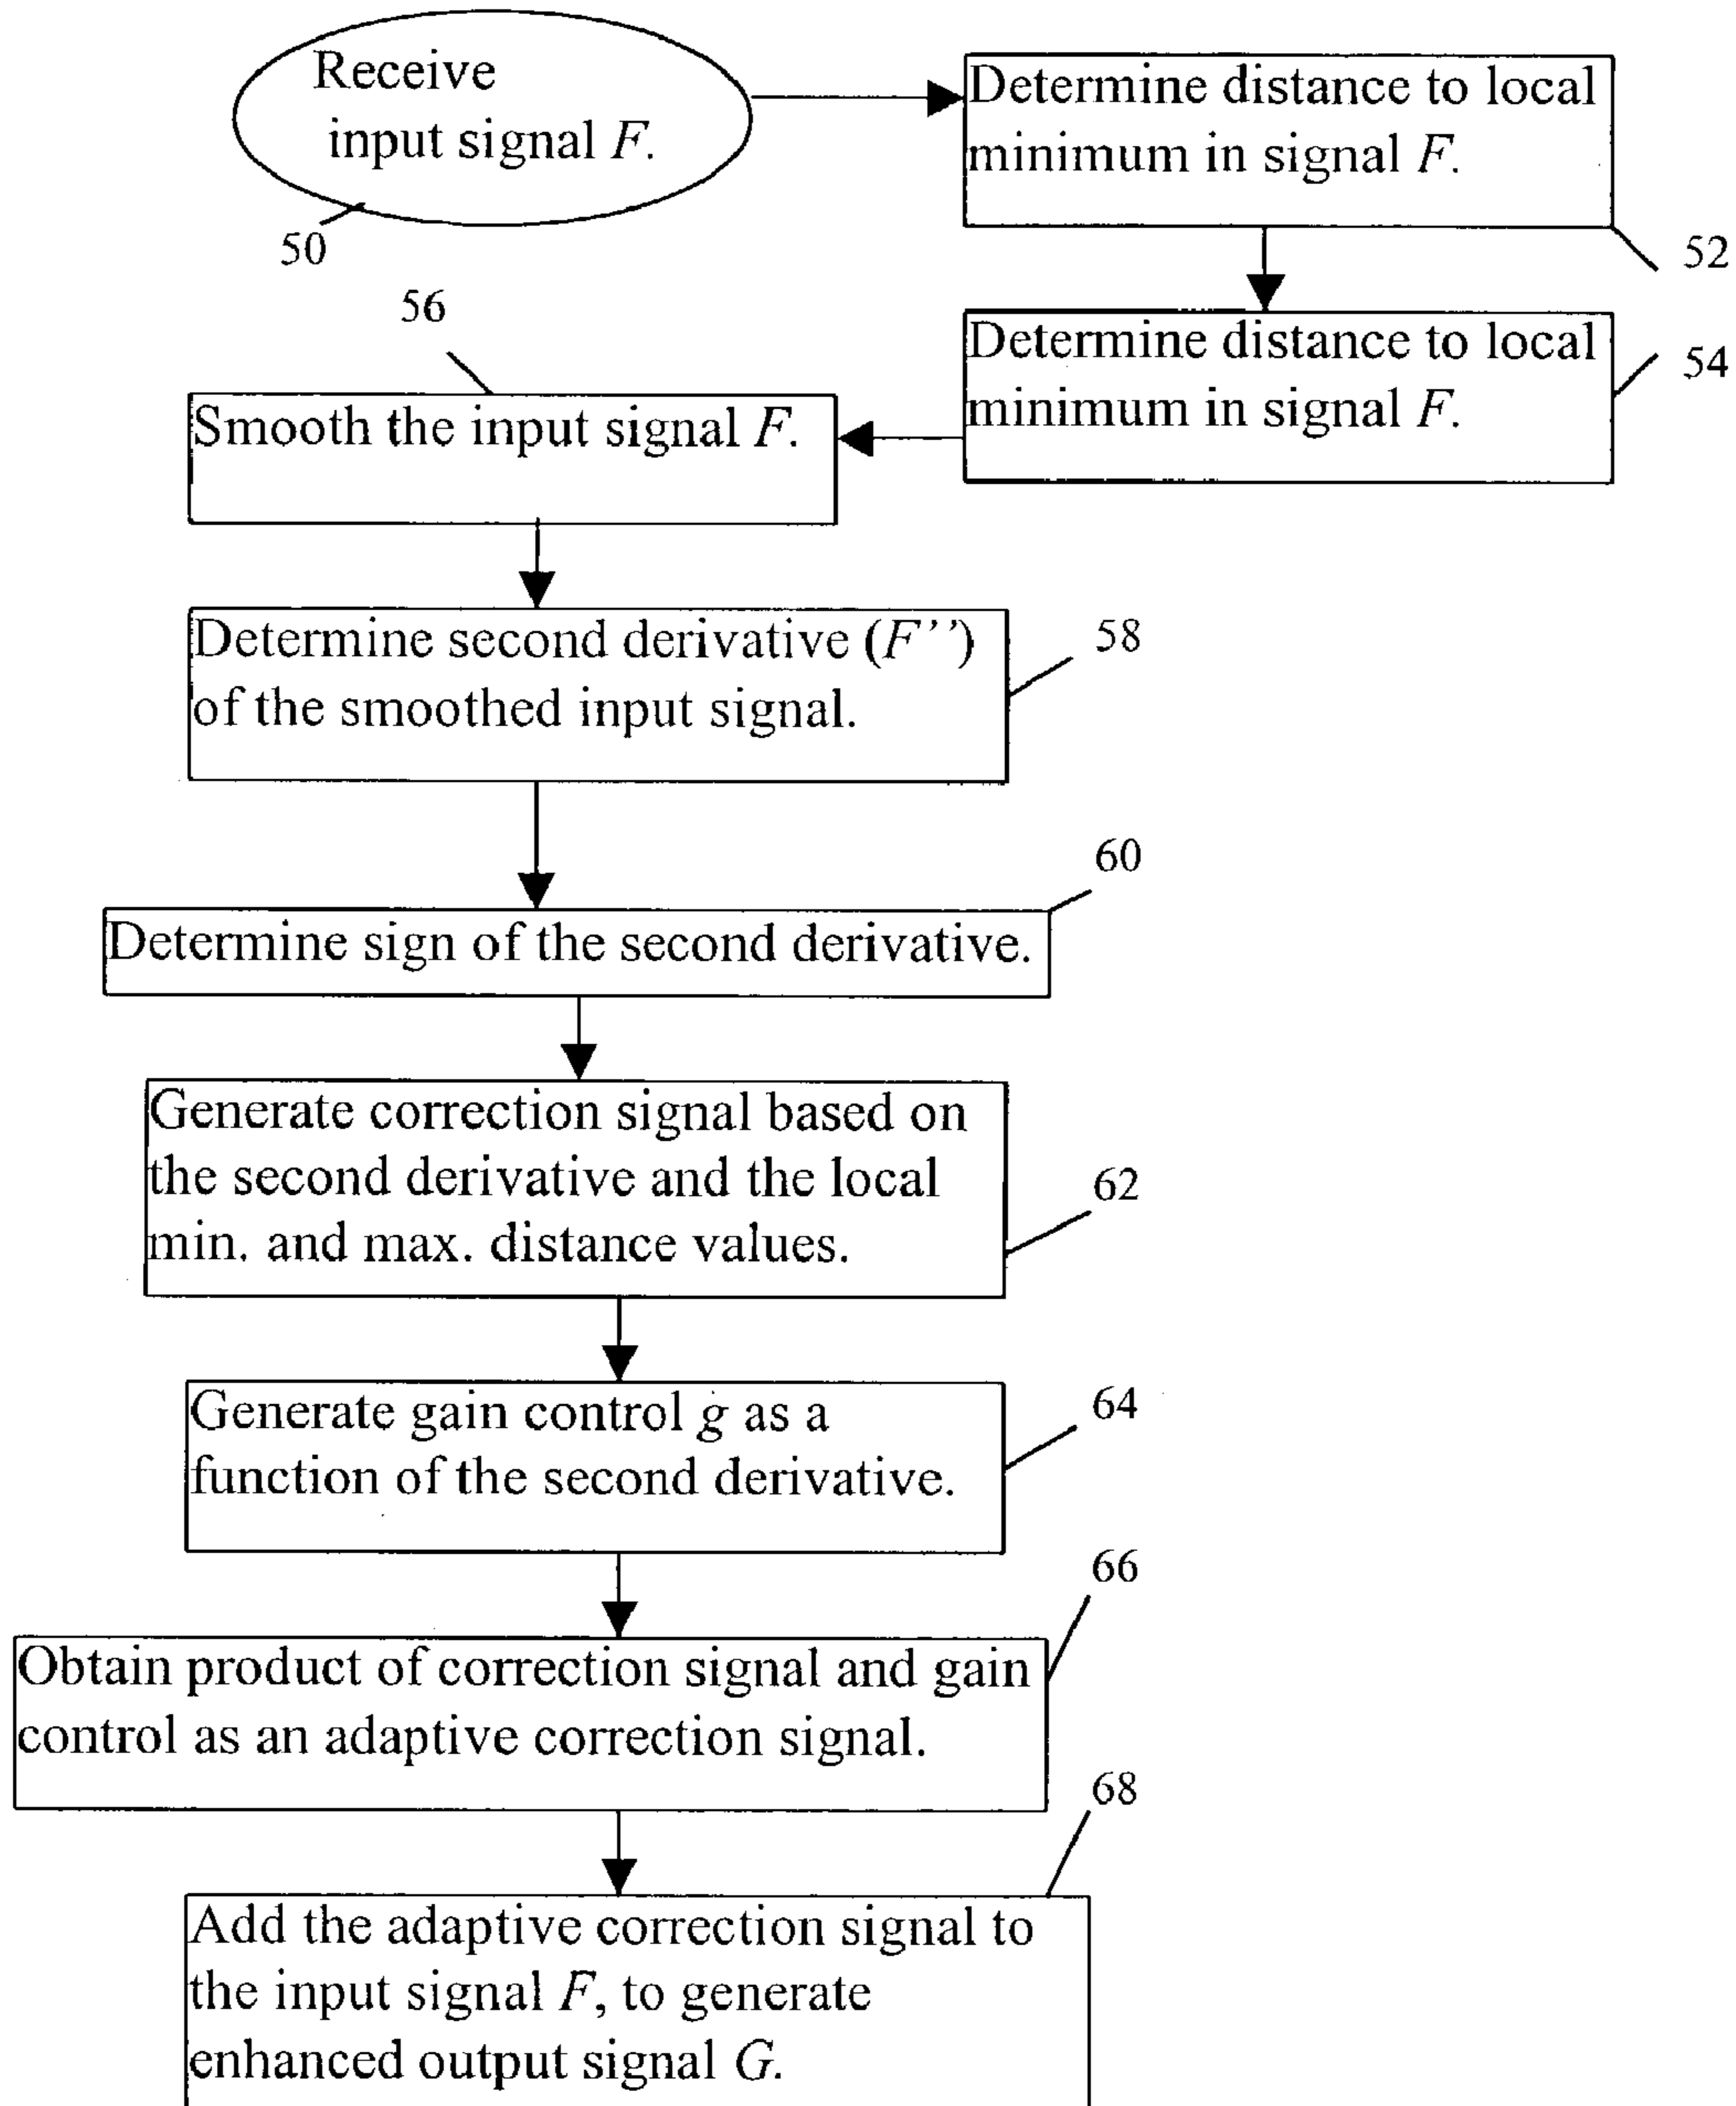 Receive
input signal F.
50
Determine distance to local
minimum in signal F.
52
Determine distance to local
minimum in signal F.
54
56
Smooth the input signal F.
Determine second derivative (F’’)
of the smoothed input signal.
58
60
Determine sign of the second derivative.
Generate correction signal based on
the second derivative and the local
min. and max. distance values.
62
Generate gain control g as a
function of the second derivative.
64
66
Obtain product of correction signal and gain
control as an adaptive correction signal.
68
Add the adaptive correction signal to
the input signal F, to generate
enhanced output signal G.